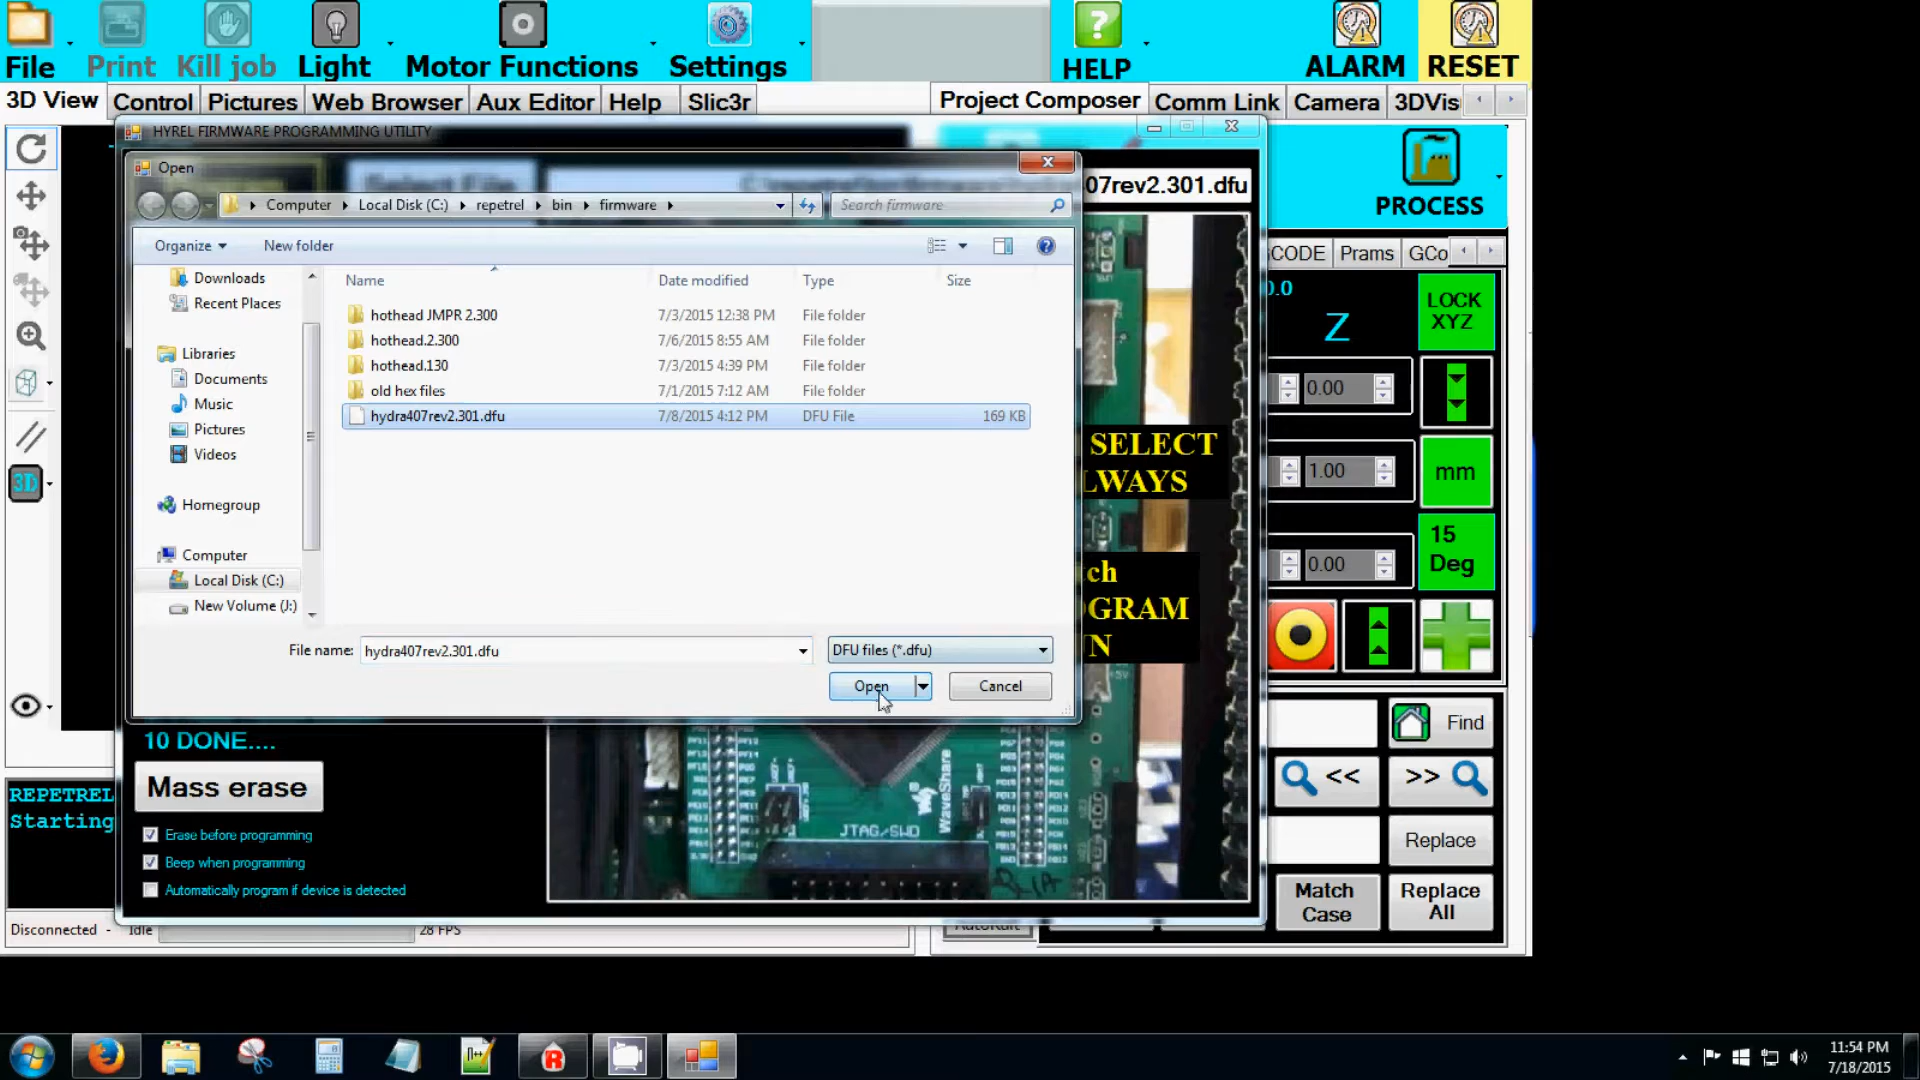 File
Print
Kill job
Light
Motor Functions
Settings
HELP
ALARM
RESET
3D View
Control
Pictures
Web Browser
Aux Editor
Help
Slic3r
Project Composer
Comm Link
Camera
3DVis
HYREL FIRMWARE PROGRAMMING UTILITY
Open
Select File
07rev2.301.dfu
Computer
Local Disk (C:)
repetrel
bin
firmware
Search firmware
Organize
New folder
Name
Date modified
Type
Size
Downloads
Recent Places
Libraries
Documents
Music
Pictures
Videos
Homegroup
Computer
Local Disk (C:)
New Volume (J:)
hothead JMPR 2.300 7/3/2015 12:38 PM File folder
hothead.2.300 7/6/2015 8:55 AM File folder
hothead.130 7/3/2015 4:39 PM File folder
old hex files 7/1/2015 7:12 AM File folder
hydra407rev2.301.dfu 7/8/2015 4:12 PM DFU File 169 KB
File name: hydra407rev2.301.dfu
DFU files (*.dfu)
Open
Cancel
SELECT
LWAYS
ch
OGRAM
N
PROCESS
CODE
Prams
GCo
0.0
Z
LOCK
XYZ
0.00
1.00
mm
0.00
15
Deg
3D
Find
<<
>>
Replace
Match
Case
Replace
All
10 DONE....
Mass erase
Erase before programming
Beep when programming
Automatically program if device is detected
JTAG/SWD
WaveShare
+5V
REPETREL
Starting
Disconnected - Idle
28 FPS
AutoRun
11:54 PM
7/18/2015